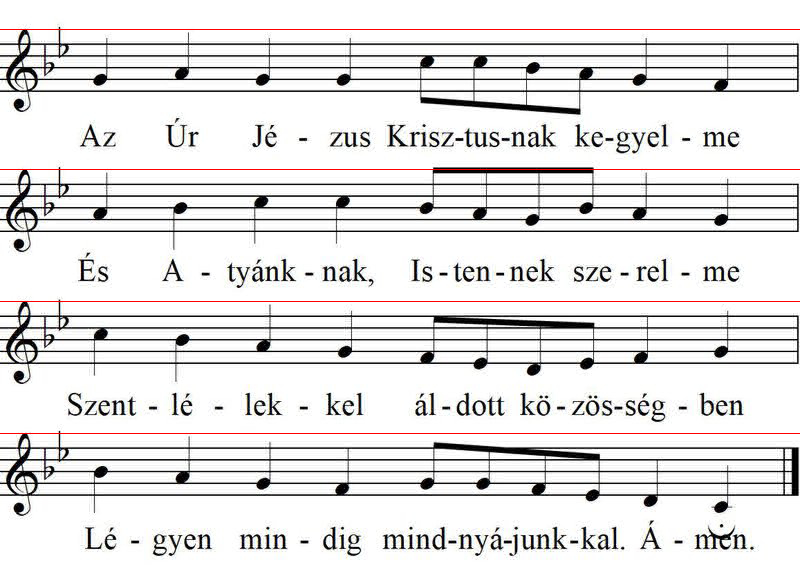 Az Úr Jé - zus Krisz-tus-nak ke-gyel - me
És A - tyánk - nak, Is - ten - nek sze - rel - me
Szent - lé - lek - kel ál - dott kö - zös-ség - ben
Lé - gyen min - dig mind-nyá-junk-kal. Á - men.